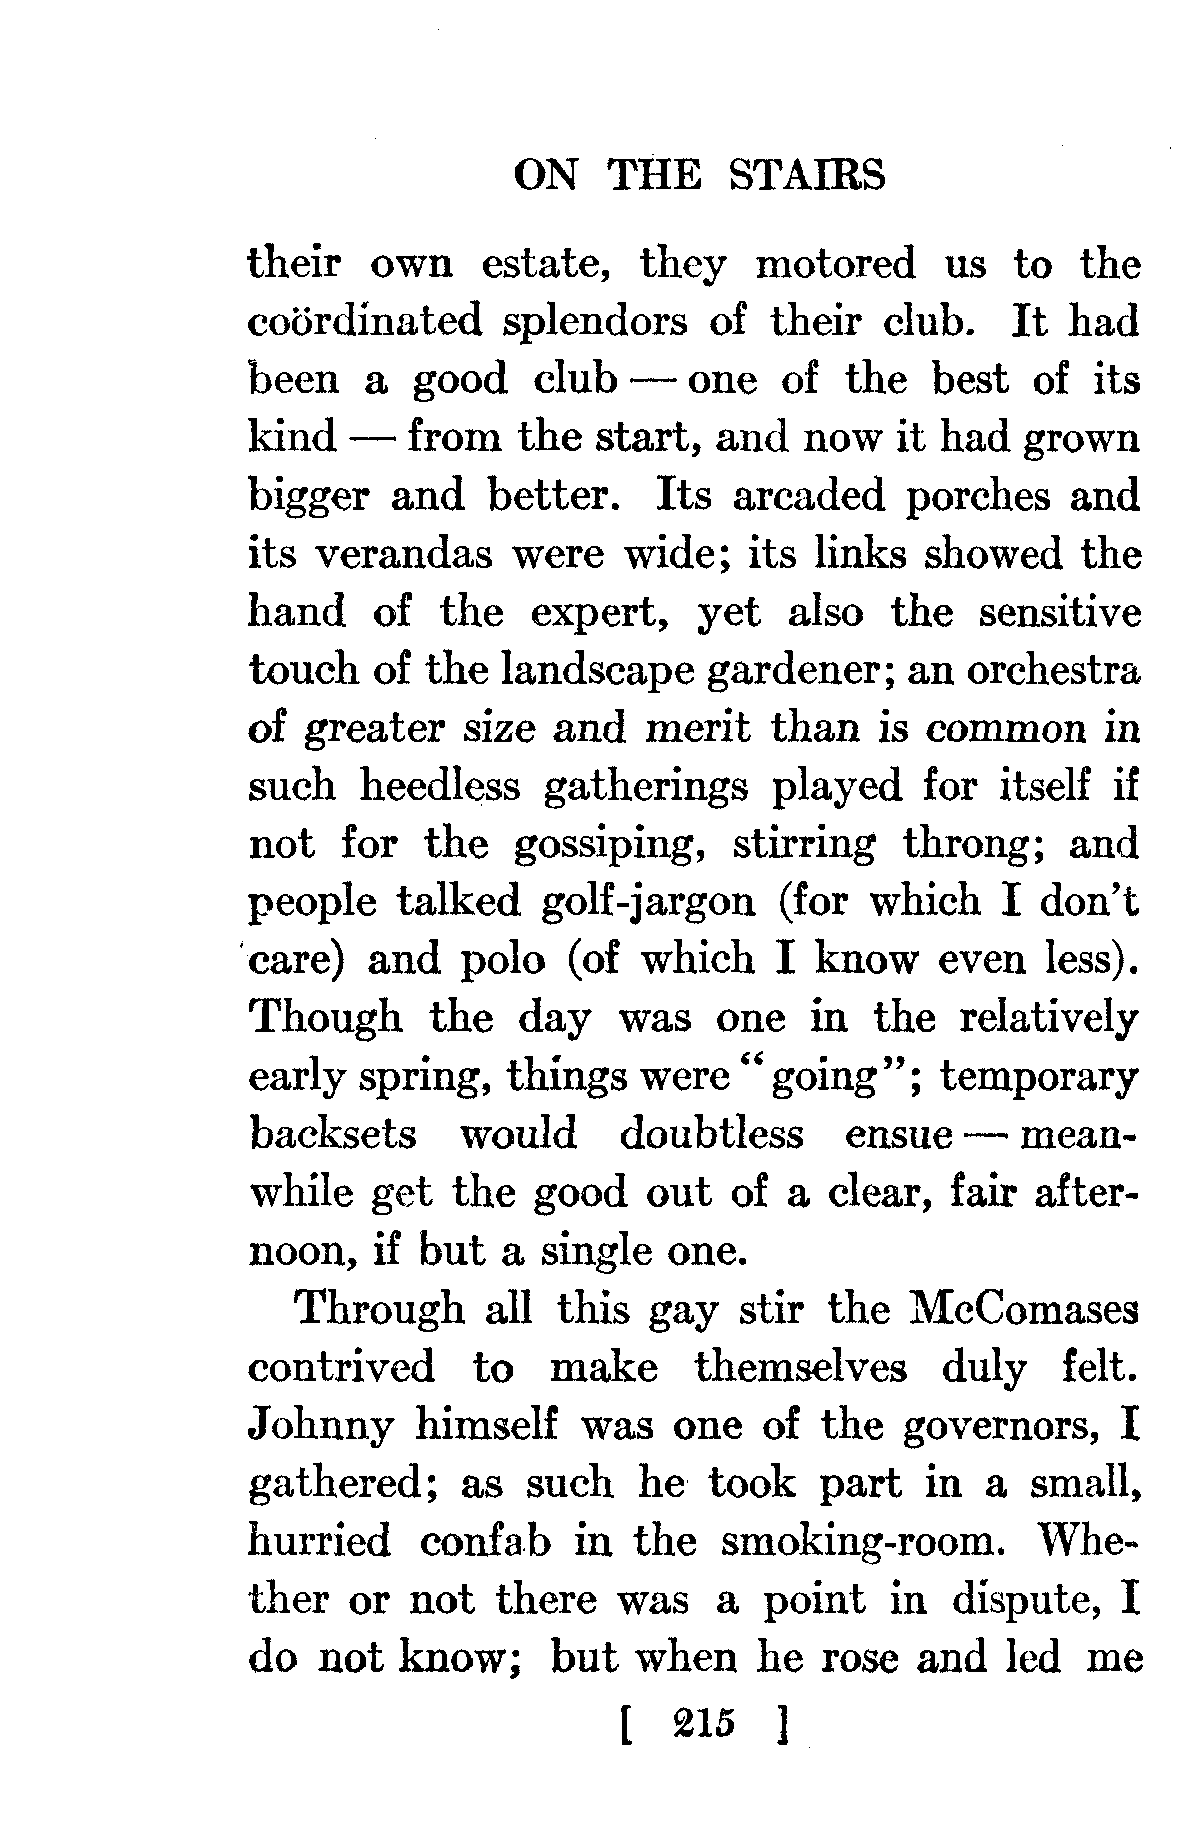 ON THE STAIRS
their own estate, they motored us to the
coördinated splendors of their club. It had
been a good club — one of the best of its
kind — from the start, and now it had grown
bigger and better. Its arcaded porches and
its verandas were wide; its links showed the
hand of the expert, yet also the sensitive
touch of the landscape gardener; an orchestra
of greater size and merit than is common in
such heedless gatherings played for itself if
not for the gossiping, stirring throng; and
people talked golf-jargon (for which I don't
care) and polo (of which I know even less).
Though the day was one in the relatively
early spring, things were "going"; temporary
backsets would doubtless ensue — mean-
while get the good out of a clear, fair after-
noon, if but a single one.
Through all this gay stir the McComases
contrived to make themselves duly felt.
Johnny himself was one of the governors, I
gathered; as such he took part in a small,
hurried confab in the smoking-room. Whe-
ther or not there was a point in dispute, I
do not know; but when he rose and led me
[ 215 ]